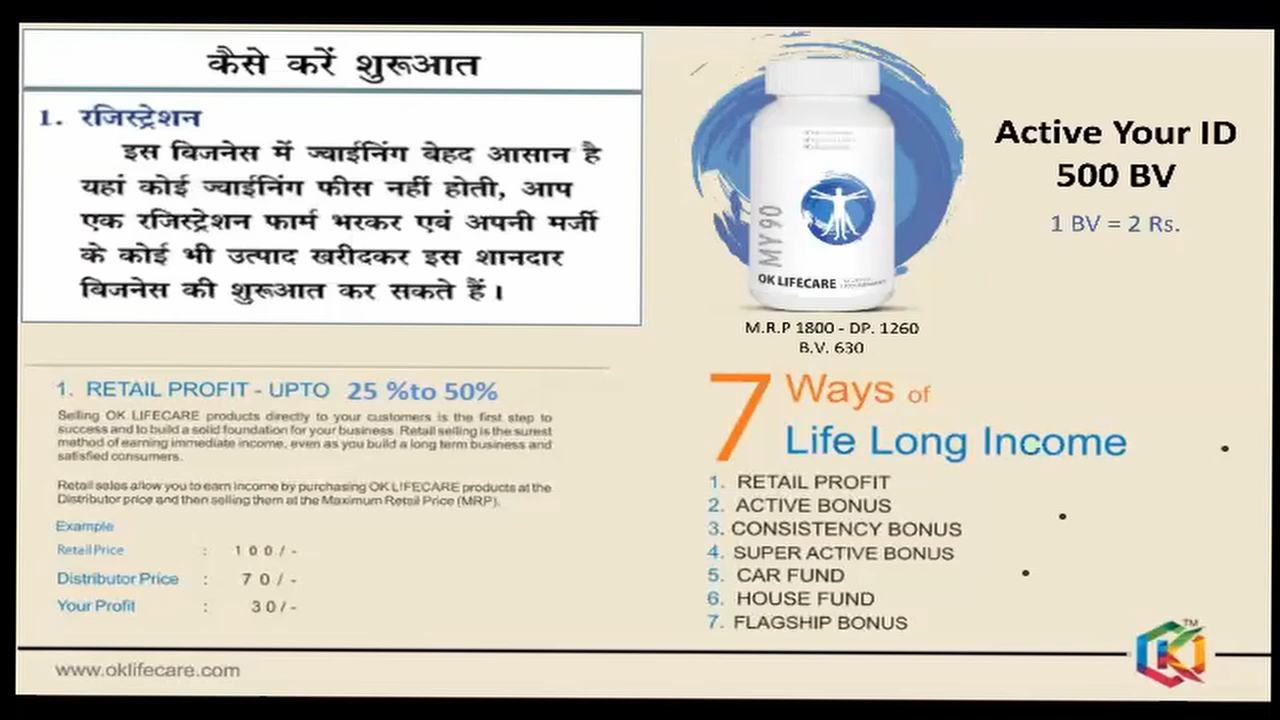 कैसे करें शुरूआत
1. रजिस्ट्रेशन
इस बिजनेस में ज्वाईनिंग बेहद आसान है
यहां कोई ज्वाईनिंग फीस नहीं होती, आप
एक रजिस्ट्रेशन फार्म भरकर एवं अपनी मर्जी
के कोई भी उत्पाद खरीदकर इस शानदार
बिजनेस की शुरूआत कर सकते हैं।
MY 90
OK LIFECARE
M.R.P 1800 - DP. 1260
B.V. 630
Active Your ID
500 BV
1 BV = 2 Rs.
1. RETAIL PROFIT - UPTO 25 %to 50%
Selling OK LIFECARE products directly to your customers is the first step to
success and to build a solid foundation for your business. Retail selling is the surest
method of earning immediate income, even as you build a long term business and
satisfied consumers.
Retail sales allow you to earn income by purchasing OK LIFECARE products at the
Distributor price and then selling them at the Maximum Retail Price (MRP).
Example
Retail Price : 100/-
Distributor Price : 70/-
Your Profit : 30/-
7 Ways of
Life Long Income
1. RETAIL PROFIT
2. ACTIVE BONUS
3. CONSISTENCY BONUS
4. SUPER ACTIVE BONUS
5. CAR FUND
6. HOUSE FUND
7. FLAGSHIP BONUS
TM
www.oklifecare.com